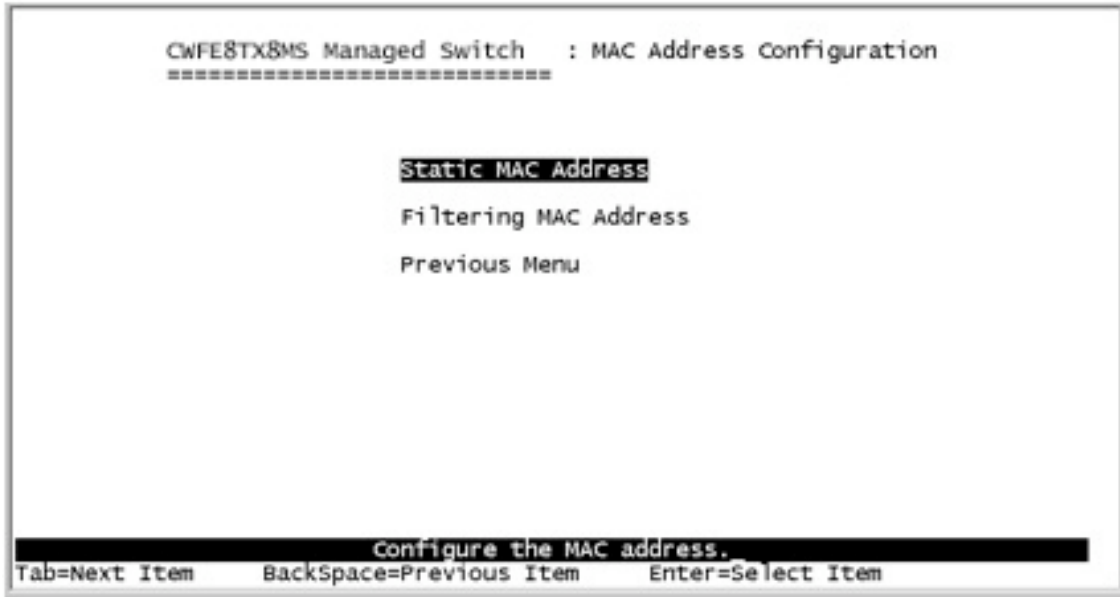 CWFE8TX8MS Managed Switch : MAC Address Configuration
============================
Static MAC Address
Filtering MAC Address
Previous Menu
Configure the MAC address._
Tab=Next Item BackSpace=Previous Item Enter=Select Item